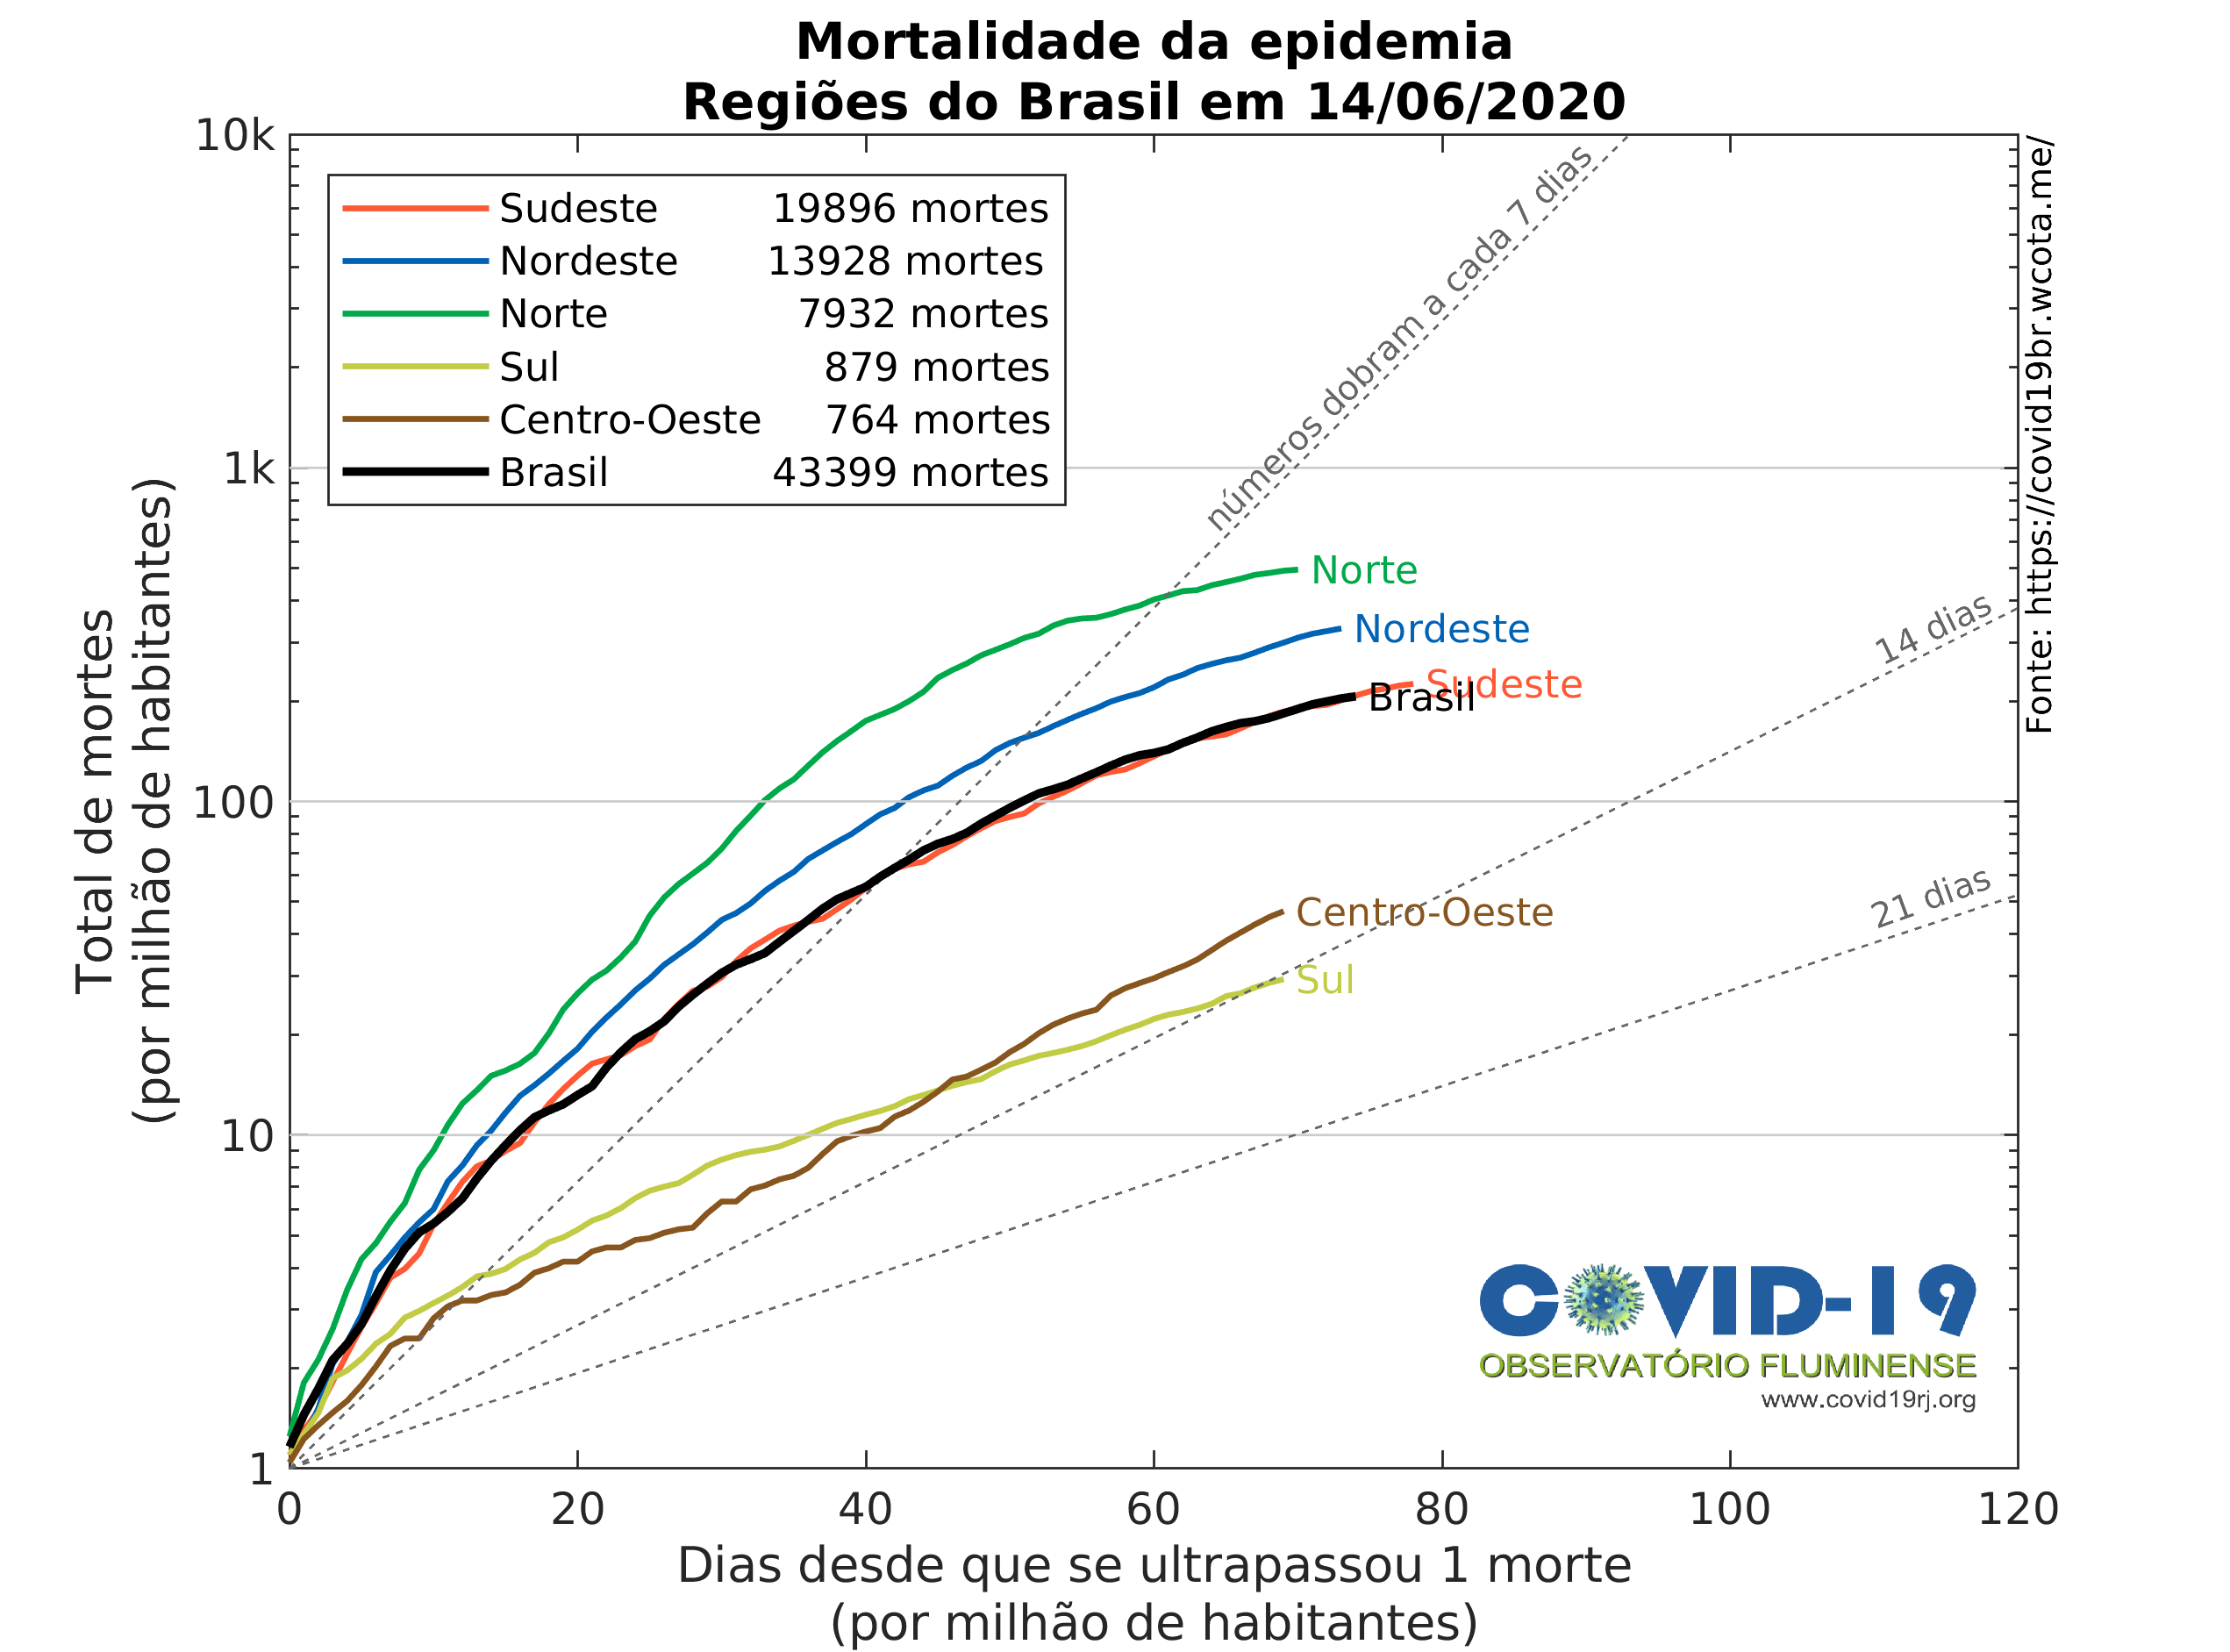 Mortalidade da epidemia
Regiões do Brasil em 14/06/2020
10k
1k
100
10
1
Total de mortes
(por milhão de habitantes)
Sudeste 19896 mortes
Nordeste 13928 mortes
Norte 7932 mortes
Sul 879 mortes
Centro-Oeste 764 mortes
Brasil 43399 mortes
números dobram a cada 7 dias
14 dias
21 dias
Norte
Nordeste
Sudeste
Brasil
Centro-Oeste
Sul
Fonte: https://covid19br.wcota.me/
COVID-19
OBSERVATÓRIO FLUMINENSE
www.covid19rj.org
0 20 40 60 80 100 120
Dias desde que se ultrapassou 1 morte
(por milhão de habitantes)